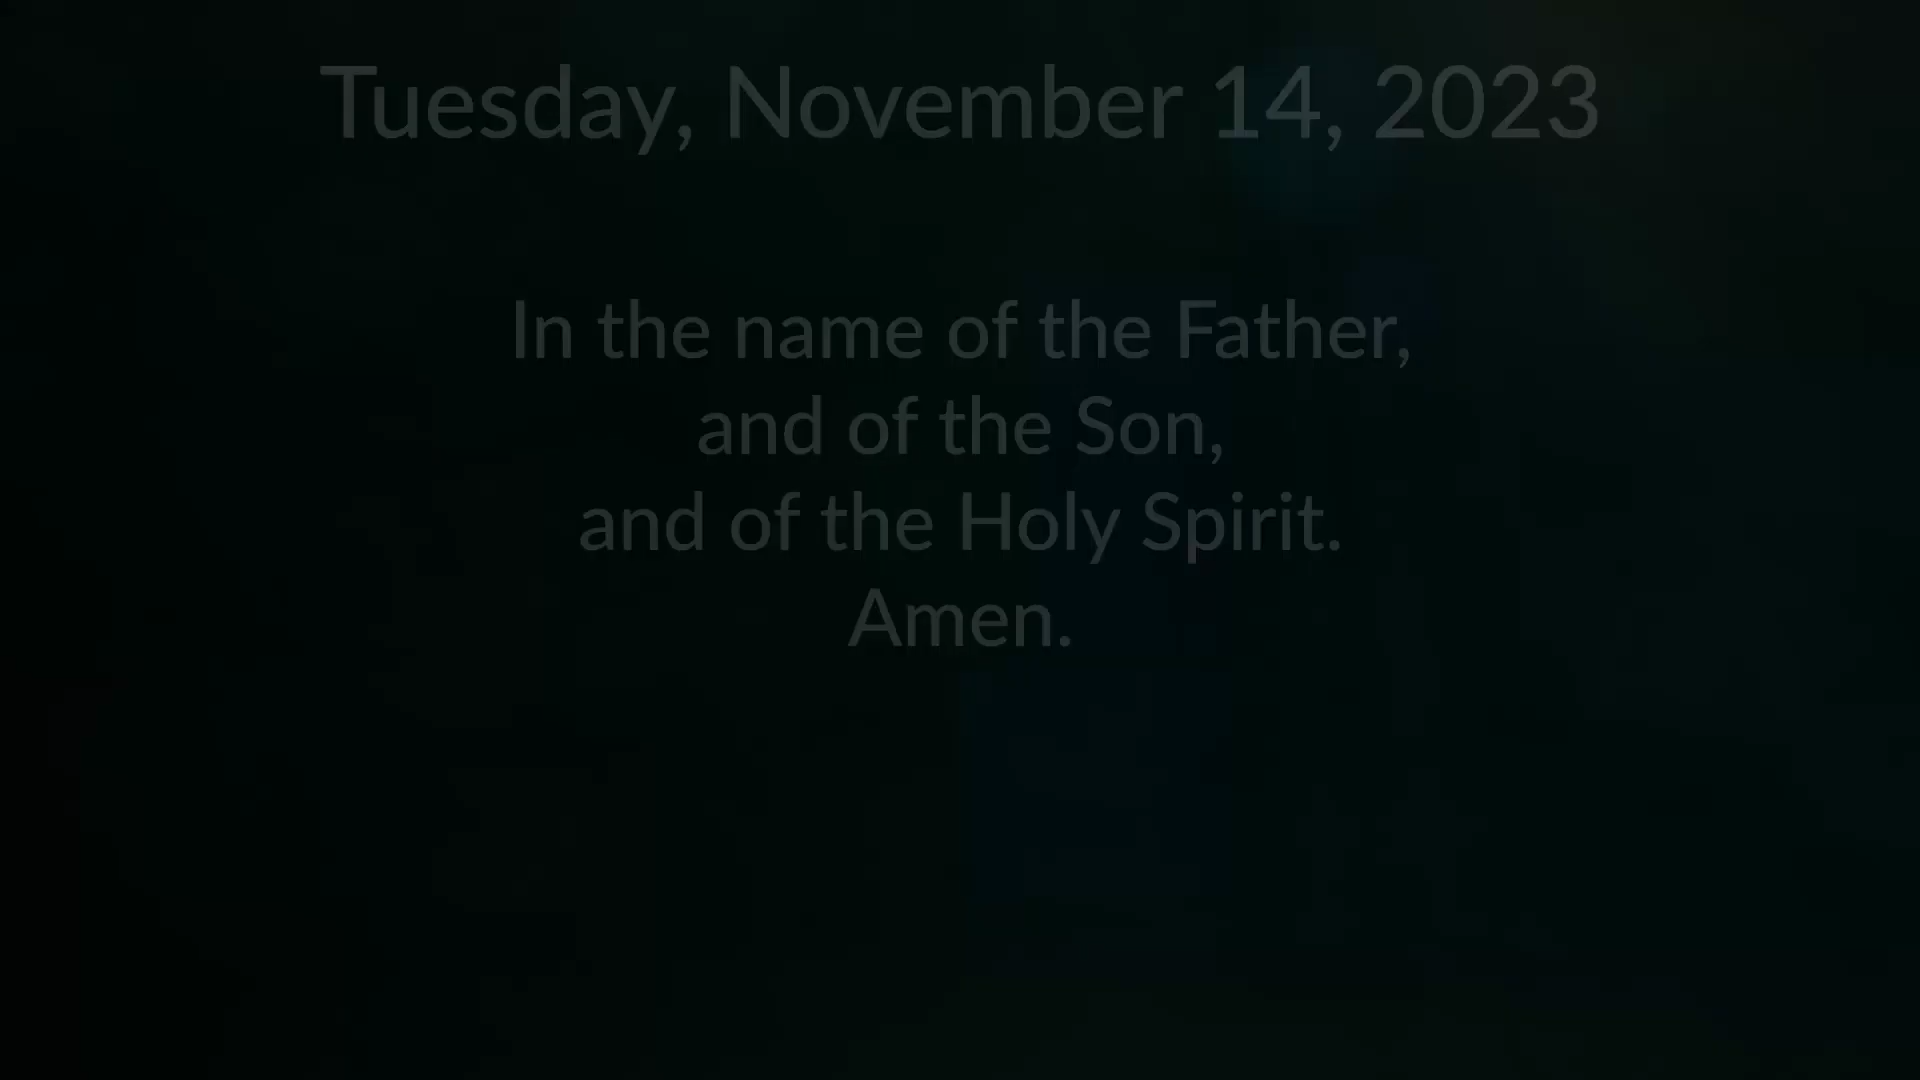 Tuesday, November 14, 2023
In the name of the Father,
and of the Son,
and of the Holy Spirit.
Amen.